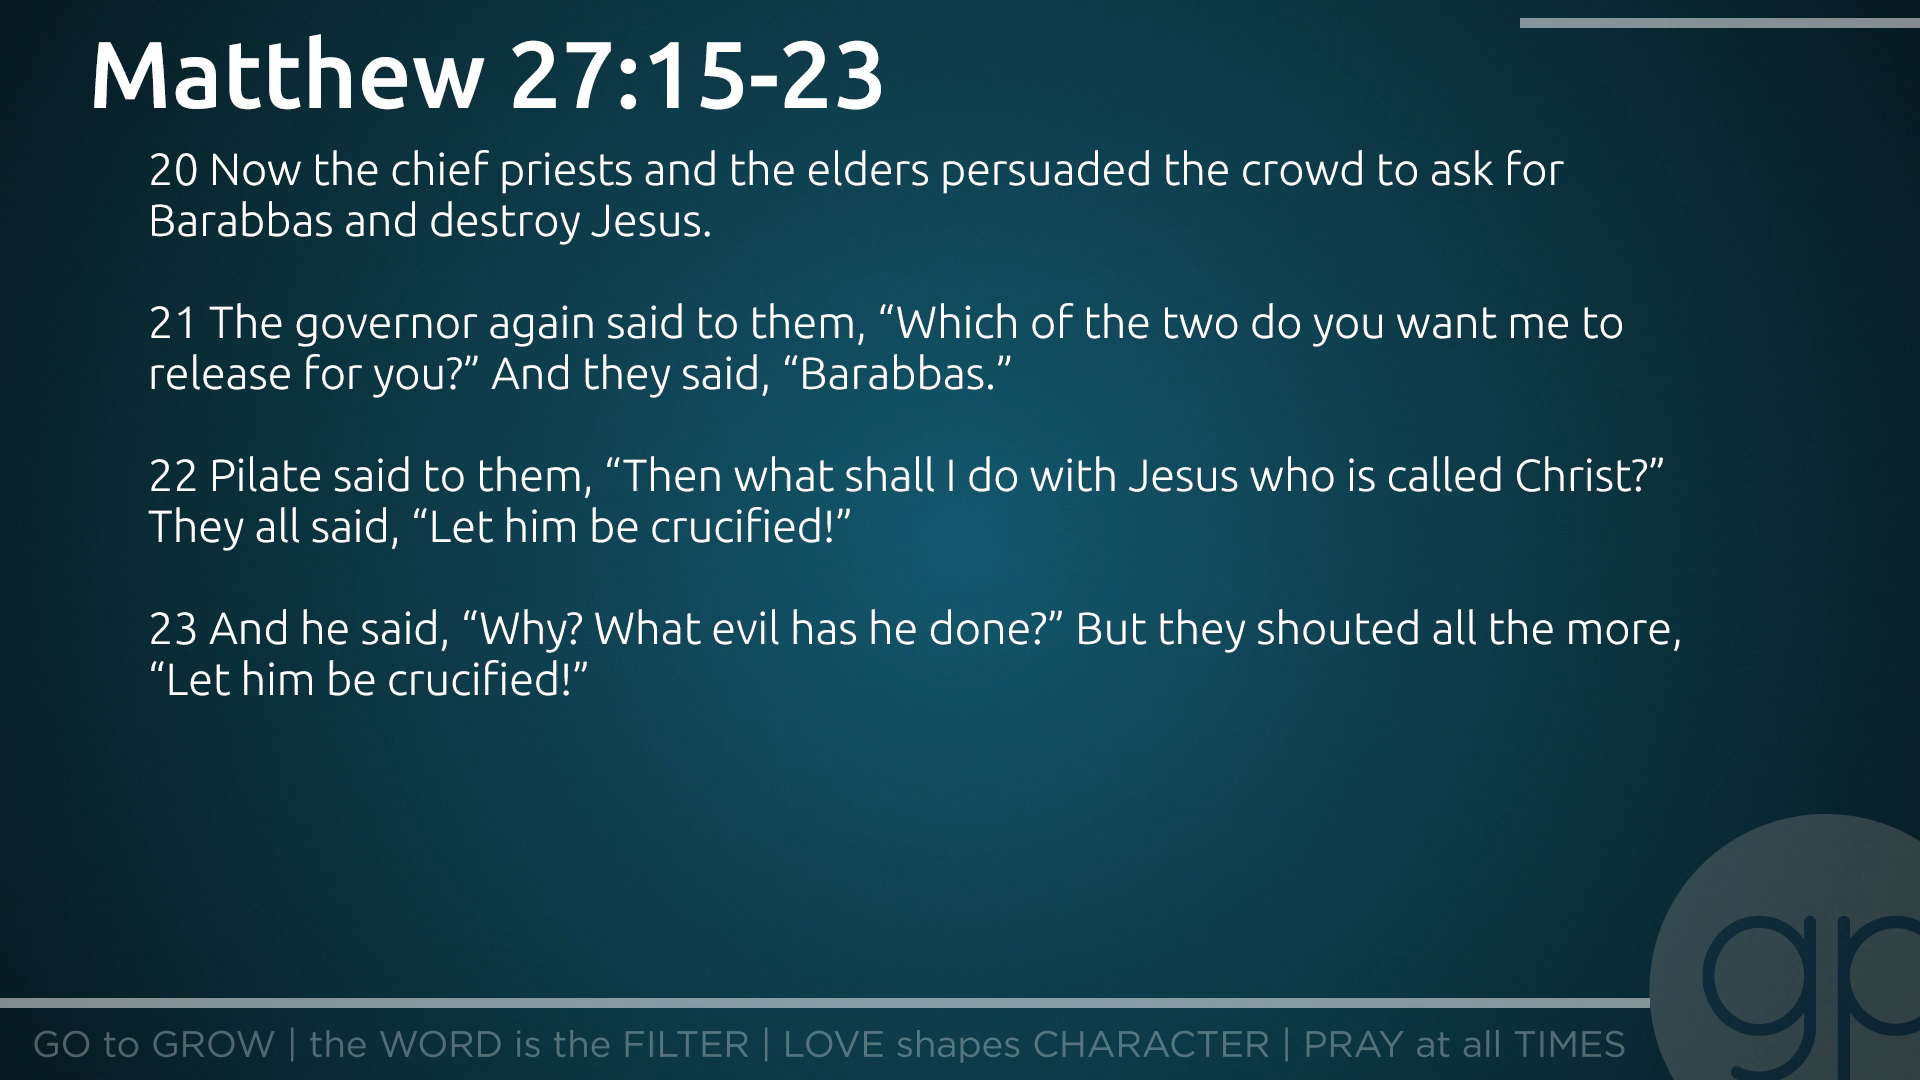 Matthew 27:15-23
20 Now the chief priests and the elders persuaded the crowd to ask for
Barabbas and destroy Jesus.
21 The governor again said to them, “Which of the two do you want me to
release for you?” And they said, “Barabbas.”
22 Pilate said to them, “Then what shall I do with Jesus who is called Christ?”
They all said, “Let him be crucified!”
23 And he said, “Why? What evil has he done?” But they shouted all the more,
“Let him be crucified!”
gp
GO to GROW | the WORD is the FILTER | LOVE shapes CHARACTER | PRAY at all TIMES